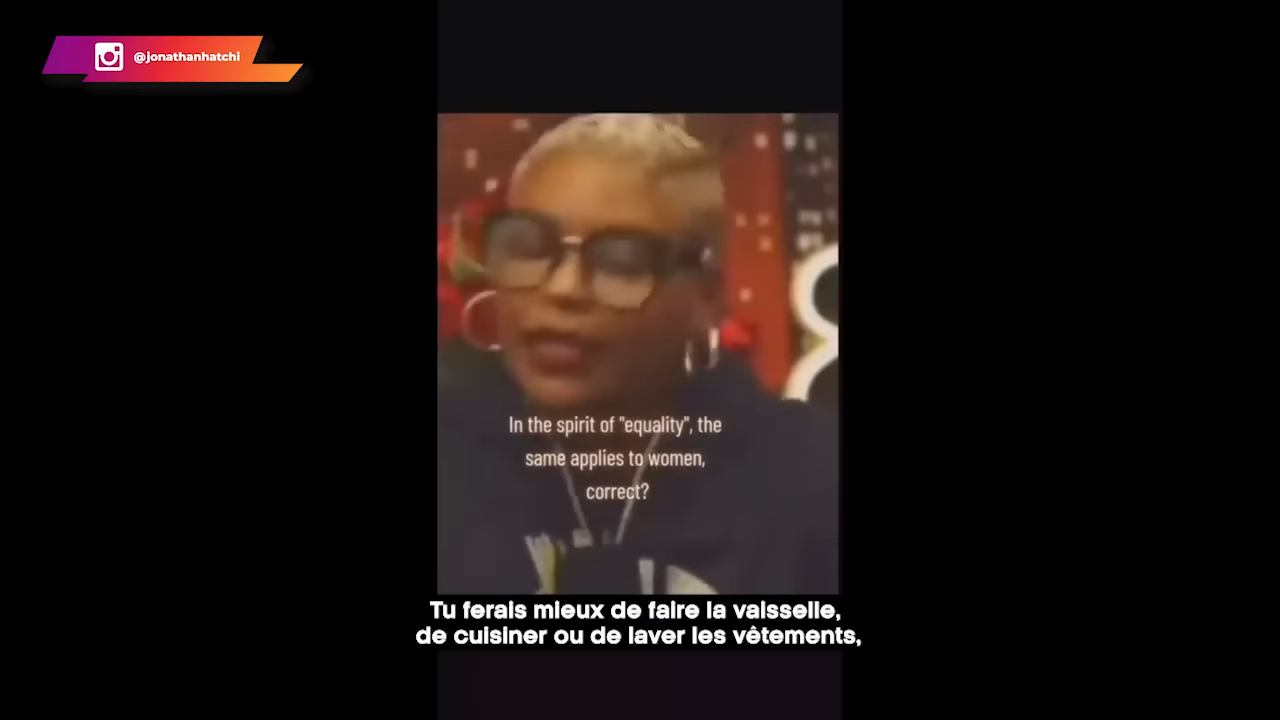 @jonathanhatchi
In the spirit of "equality", the
same applies to women,
correct?
Tu ferais mieux de faire la vaisselle,
de cuisiner ou de laver les vêtements,